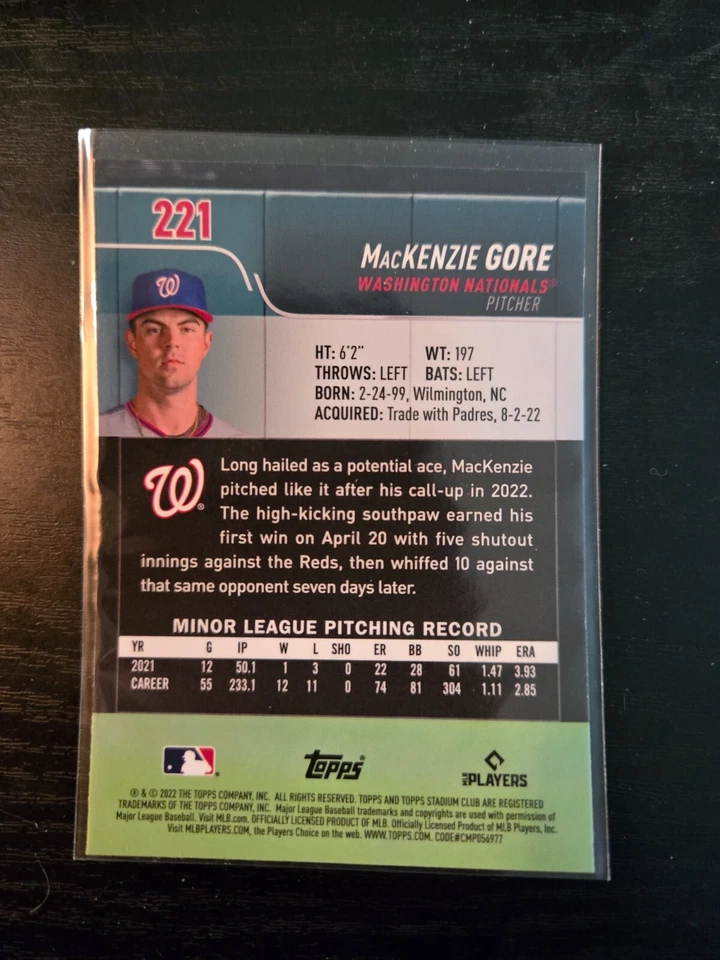 221
MacKENZIE GORE
WASHINGTON NATIONALS®
PITCHER
W
HT: 6'2" WT: 197
THROWS: LEFT BATS: LEFT
BORN: 2-24-99, Wilmington, NC
ACQUIRED: Trade with Padres, 8-2-22
W®
Long hailed as a potential ace, MacKenzie
pitched like it after his call-up in 2022.
The high-kicking southpaw earned his
first win on April 20 with five shutout
innings against the Reds, then whiffed 10 against
that same opponent seven days later.
MINOR LEAGUE PITCHING RECORD
YR G IP W L SHO ER BB SO WHIP ERA
2021 12 50.1 1 3 0 22 28 61 1.47 3.93
CAREER 55 233.1 12 11 0 74 81 304 1.11 2.85
topps
MLB PLAYERS
® & © 2022 THE TOPPS COMPANY, INC. ALL RIGHTS RESERVED. TOPPS AND TOPPS STADIUM CLUB ARE REGISTERED
TRADEMARKS OF THE TOPPS COMPANY, INC. Major League Baseball trademarks and copyrights are used with permission of
Major League Baseball. Visit MLB.com. OFFICIALLY LICENSED PRODUCT OF MLB. Officially Licensed Product of MLB Players, Inc.
Visit MLBPLAYERS.COM, the Players Choice on the web. WWW.TOPPS.COM. CODE#CMP056977